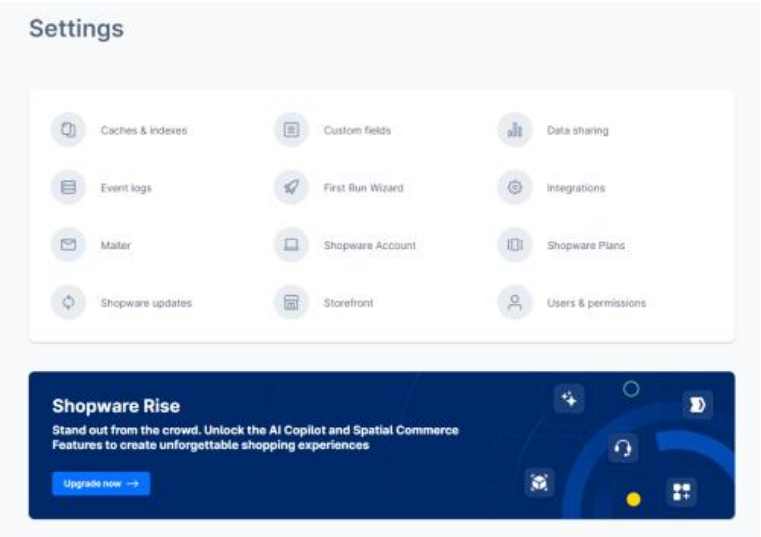 Settings
Caches & indexes
Custom fields
Data sharing
Event logs
First Run Wizard
Integrations
Mailer
Shopware Account
Shopware Plans
Shopware updates
Storefront
Users & permissions
Shopware Rise
Stand out from the crowd. Unlock the AI Copilot and Spatial Commerce
Features to create unforgettable shopping experiences
Upgrade now →